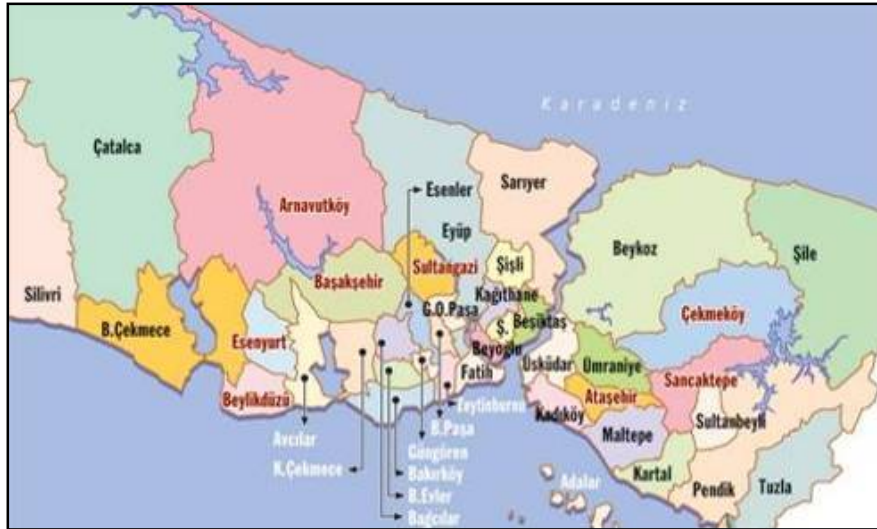 Karadeniz
Çatalca
Esenler
Sarıyer
Arnavutköy
Eyüp
Beykoz
Şile
Silivri
Başakşehir
Sultangazi
Şişli
Kağıthane
B.Çekmece
G.O.Paşa
Ş.
Beşiktaş
Çekmeköy
Esenyurt
Beyoğlu
Üsküdar
Ümraniye
Fatih
Sancaktepe
Beylikdüzü
Ataşehir
Kadıköy
Sultanbeyli
Zeytinburnu
B.Paşa
Maltepe
Avcılar
Güngören
K.Çekmece
Bakırköy
Kartal
B.Evler
Adalar
Pendik
Tuzla
Bağcılar